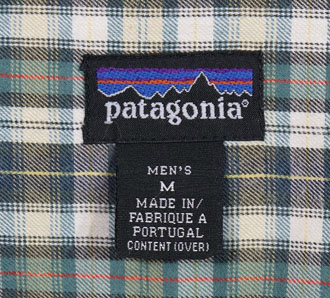 patagonia®
MEN'S
M
MADE IN/
FABRIQUE A
PORTUGAL
CONTENT (OVER)